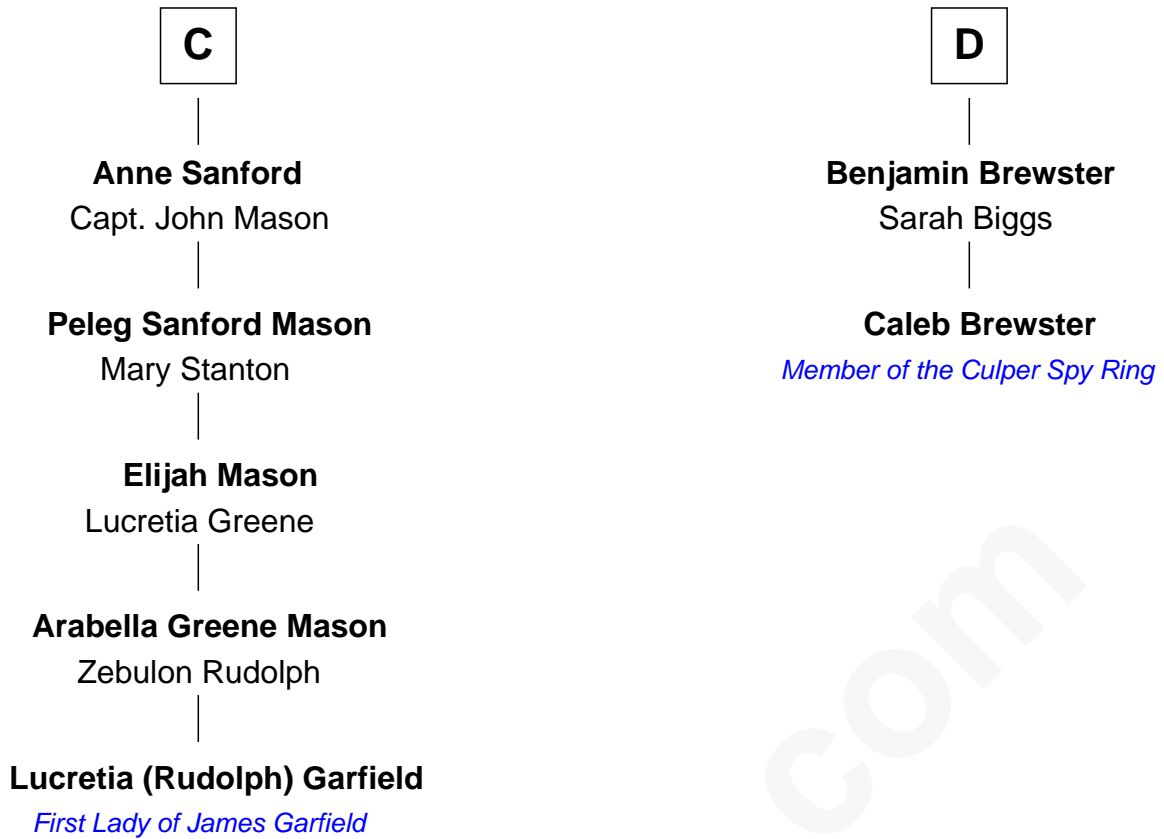 C
Anne Sanford
Capt. John Mason
Peleg Sanford Mason
Mary Stanton
Elijah Mason
Lucretia Greene
Arabella Greene Mason
Zebulon Rudolph
Lucretia (Rudolph) Garfield
First Lady of James Garfield
D
Benjamin Brewster
Sarah Biggs
Caleb Brewster
Member of the Culper Spy Ring
com